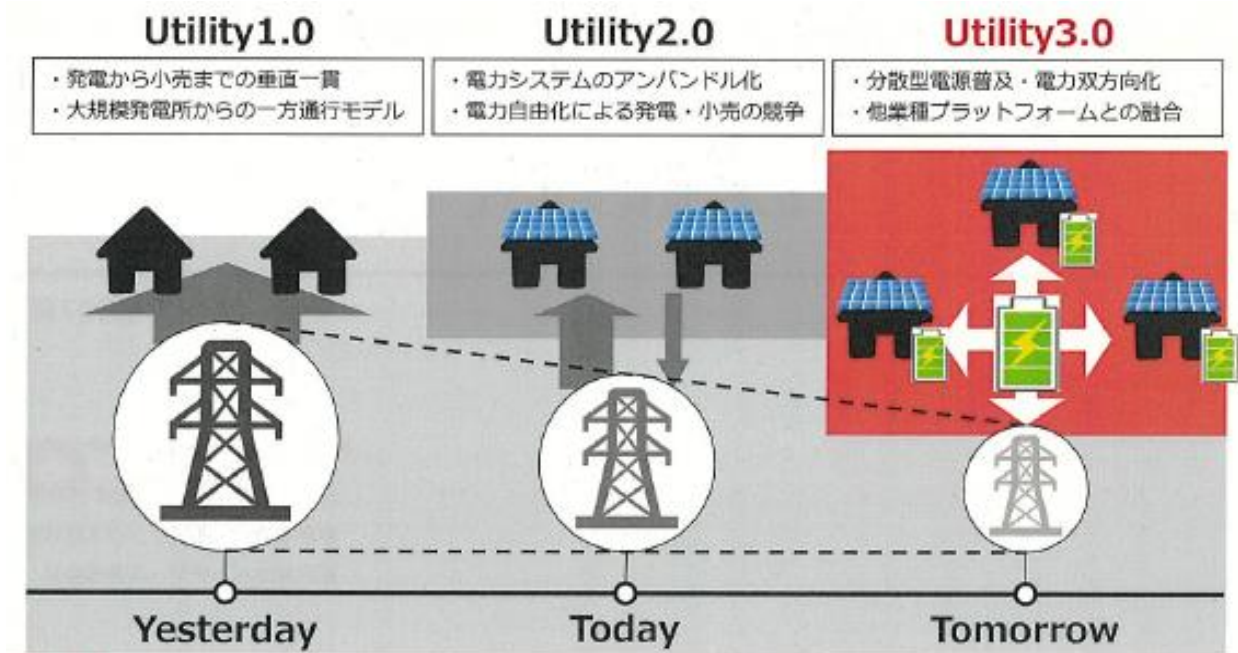 Utility1.0
・発電から小売までの垂直一貫
・大規模発電所からの一方通行モデル
Utility2.0
・電力システムのアンバンドル化
・電力自由化による発電・小売の競争
Utility3.0
・分散型電源普及・電力双方向化
・他業種プラットフォームとの融合
Yesterday
Today
Tomorrow